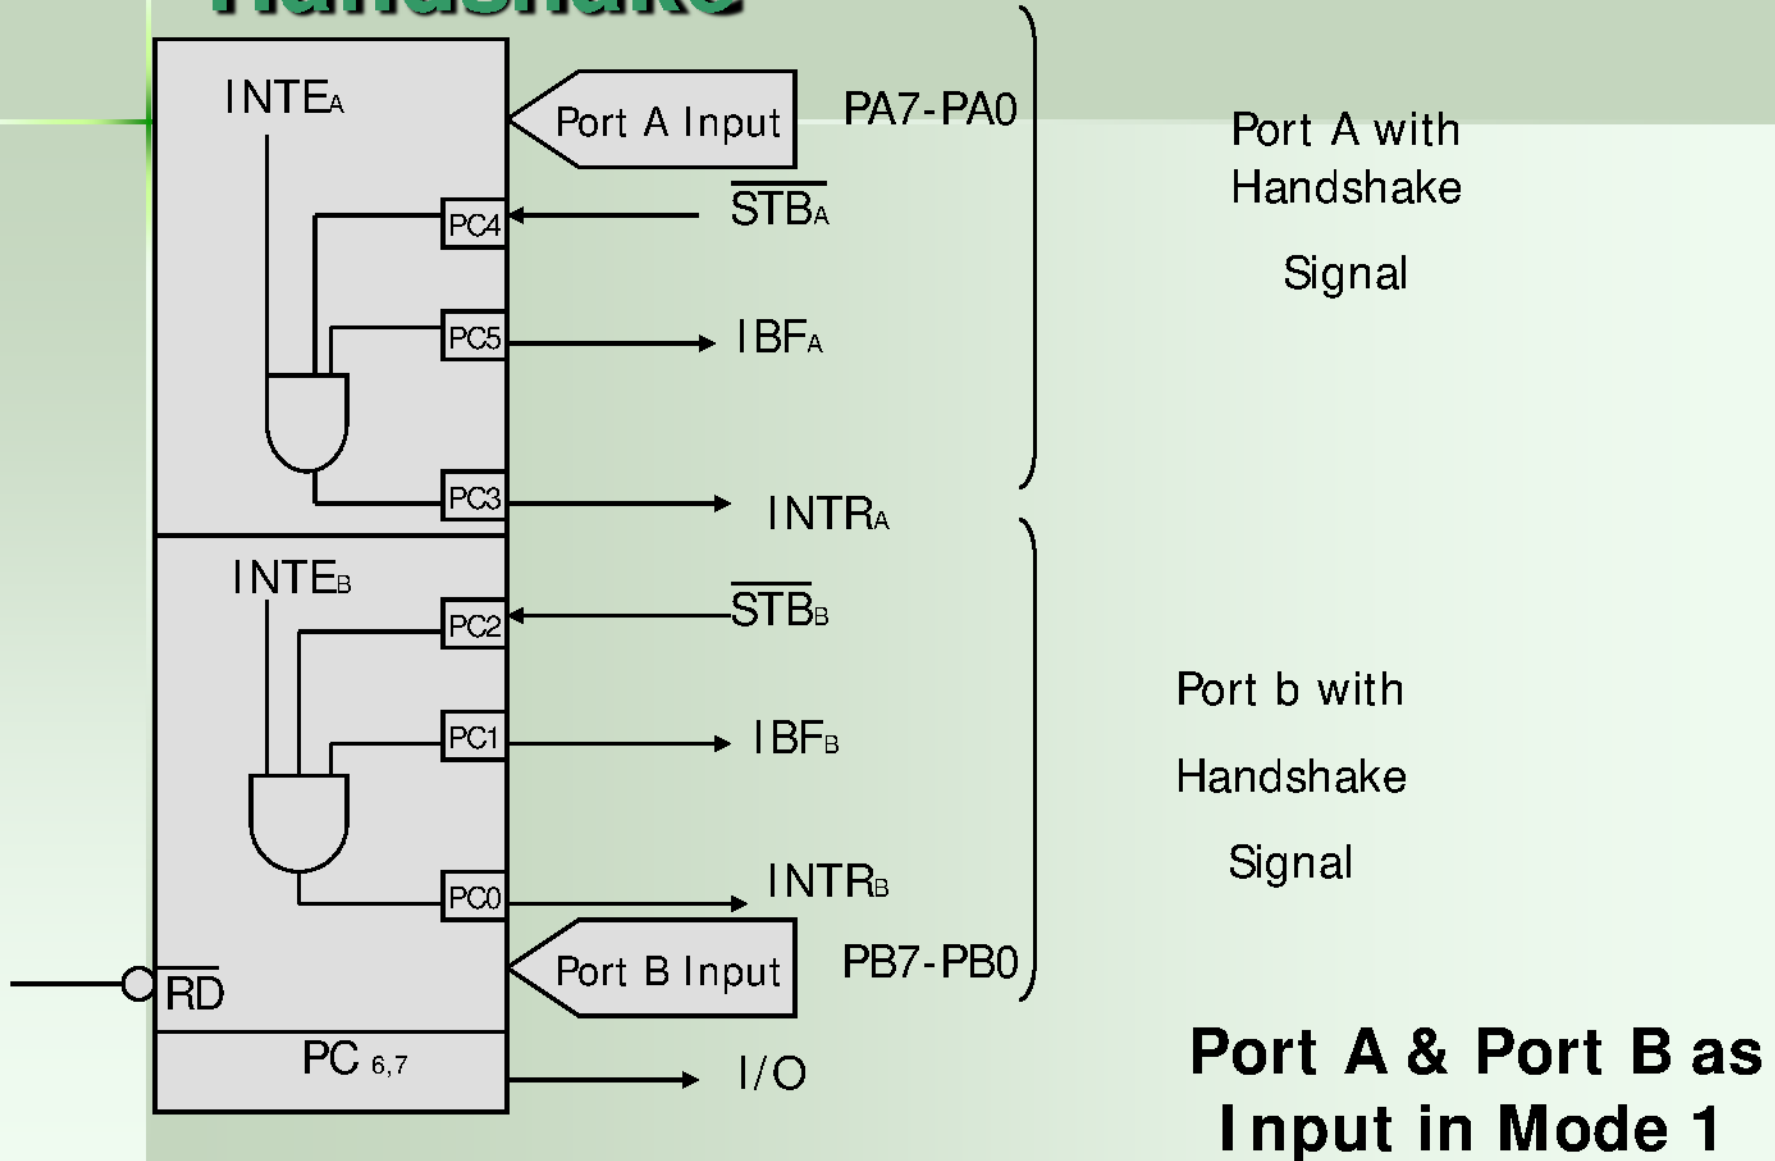 Handshake
INTEA
Port A Input
PA7-PA0
PC4
STBA
PC5
IBFA
PC3
INTRA
Port A with
Handshake
Signal
INTEB
PC2
STBB
PC1
IBFB
PC0
INTRB
Port B Input
PB7-PB0
Port b with
Handshake
Signal
RD
PC 6,7
I/O
Port A & Port B as
Input in Mode 1